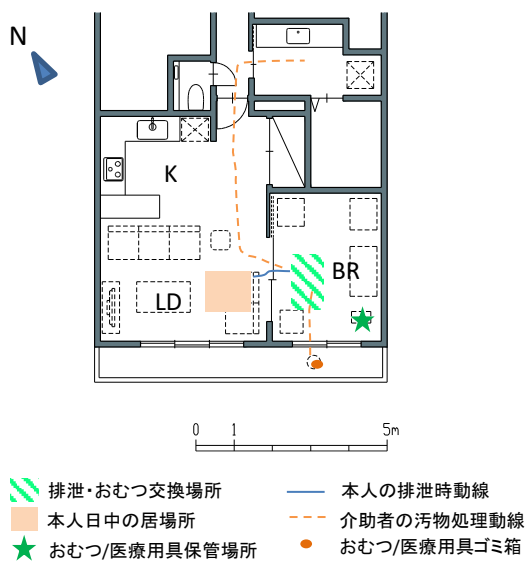 N
K
BR
LD
0 1 5m
排泄・おむつ交換場所
本人の排泄時動線
本人日中の居場所
介助者の汚物処理動線
おむつ/医療用具保管場所
おむつ/医療用具ゴミ箱